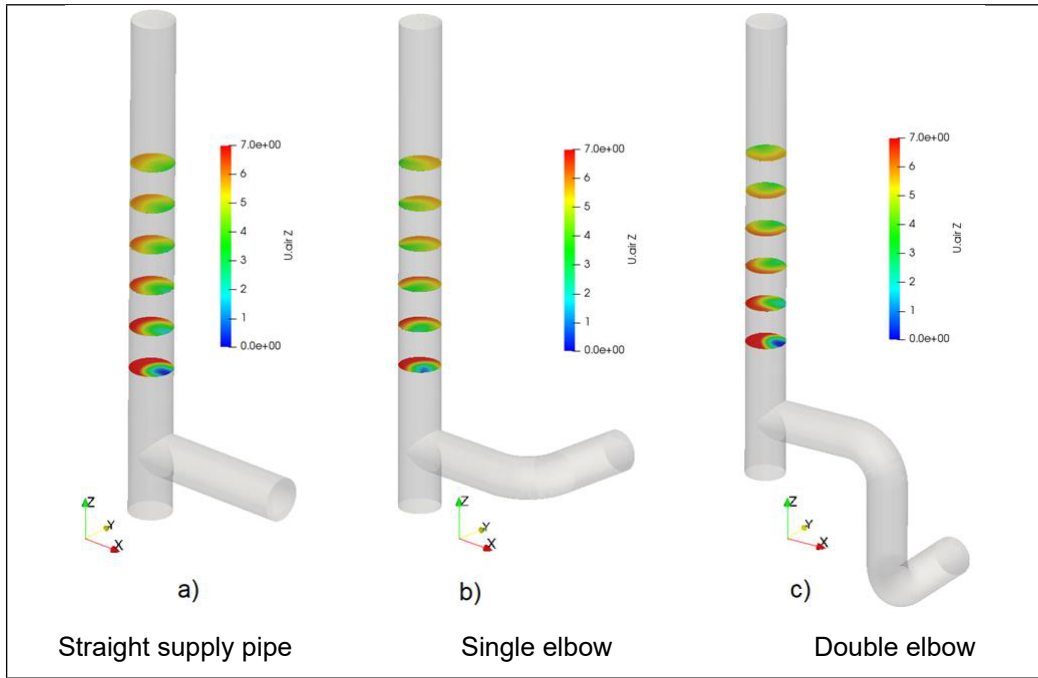 7.0e+00
6
5
4
3
2
1
0.0e+00
U.air Z
7.0e+00
6
5
4
3
2
1
0.0e+00
U.air Z
7.0e+00
6
5
4
3
2
1
0.0e+00
U.air Z
Z
Y
X
Z
Y
X
Z
Y
X
a)
b)
c)
Straight supply pipe
Single elbow
Double elbow